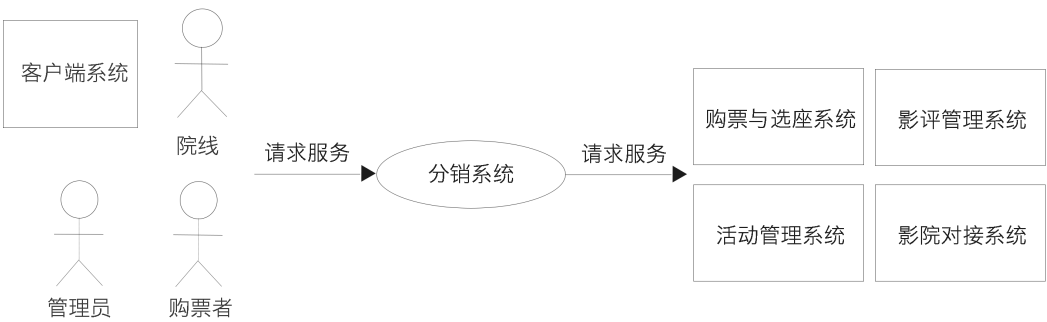 客户端系统
院线
管理员
购票者
请求服务
分销系统
请求服务
购票与选座系统
影评管理系统
活动管理系统
影院对接系统